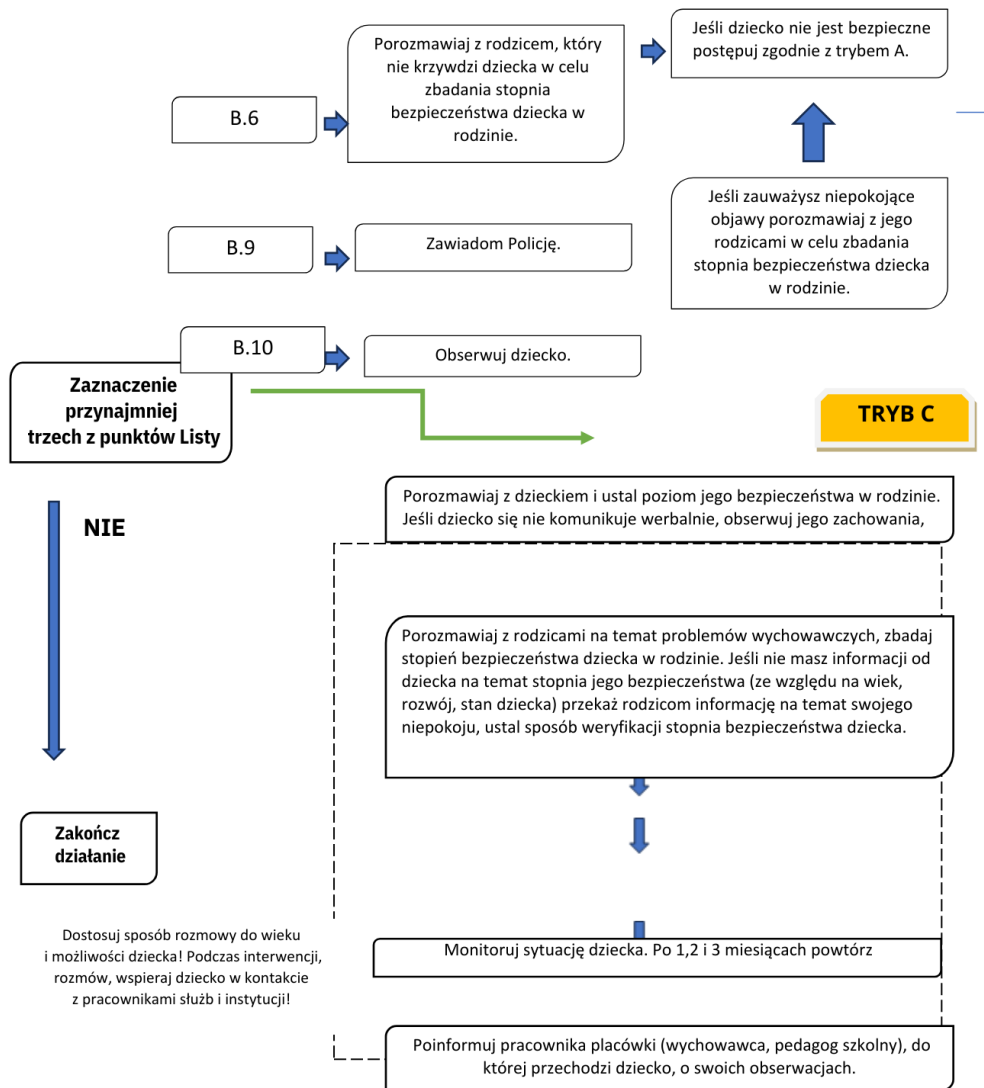 B.6
Porozmawiaj z rodzicem, który
nie krzywdzi dziecka w celu
zbadania stopnia
bezpieczeństwa dziecka w
rodzinie.
Jeśli dziecko nie jest bezpieczne
postępuj zgodnie z trybem A.
Jeśli zauważysz niepokojące
objawy porozmawiaj z jego
rodzicami w celu zbadania
stopnia bezpieczeństwa dziecka
w rodzinie.
B.9
Zawiadom Policję.
B.10
Obserwuj dziecko.
Zaznaczenie
przynajmniej
trzech z punktów Listy
TRYB C
NIE
Porozmawiaj z dzieckiem i ustal poziom jego bezpieczeństwa w rodzinie.
Jeśli dziecko się nie komunikuje werbalnie, obserwuj jego zachowania,
Porozmawiaj z rodzicami na temat problemów wychowawczych, zbadaj
stopień bezpieczeństwa dziecka w rodzinie. Jeśli nie masz informacji od
dziecka na temat stopnia jego bezpieczeństwa (ze względu na wiek,
rozwój, stan dziecka) przekaż rodzicom informację na temat swojego
niepokoju, ustal sposób weryfikacji stopnia bezpieczeństwa dziecka.
Zakończ
działanie
Dostosuj sposób rozmowy do wieku
i możliwości dziecka! Podczas interwencji,
rozmów, wspieraj dziecko w kontakcie
z pracownikami służb i instytucji!
Monitoruj sytuację dziecka. Po 1,2 i 3 miesiącach powtórz
Poinformuj pracownika placówki (wychowawca, pedagog szkolny), do
której przechodzi dziecko, o swoich obserwacjach.